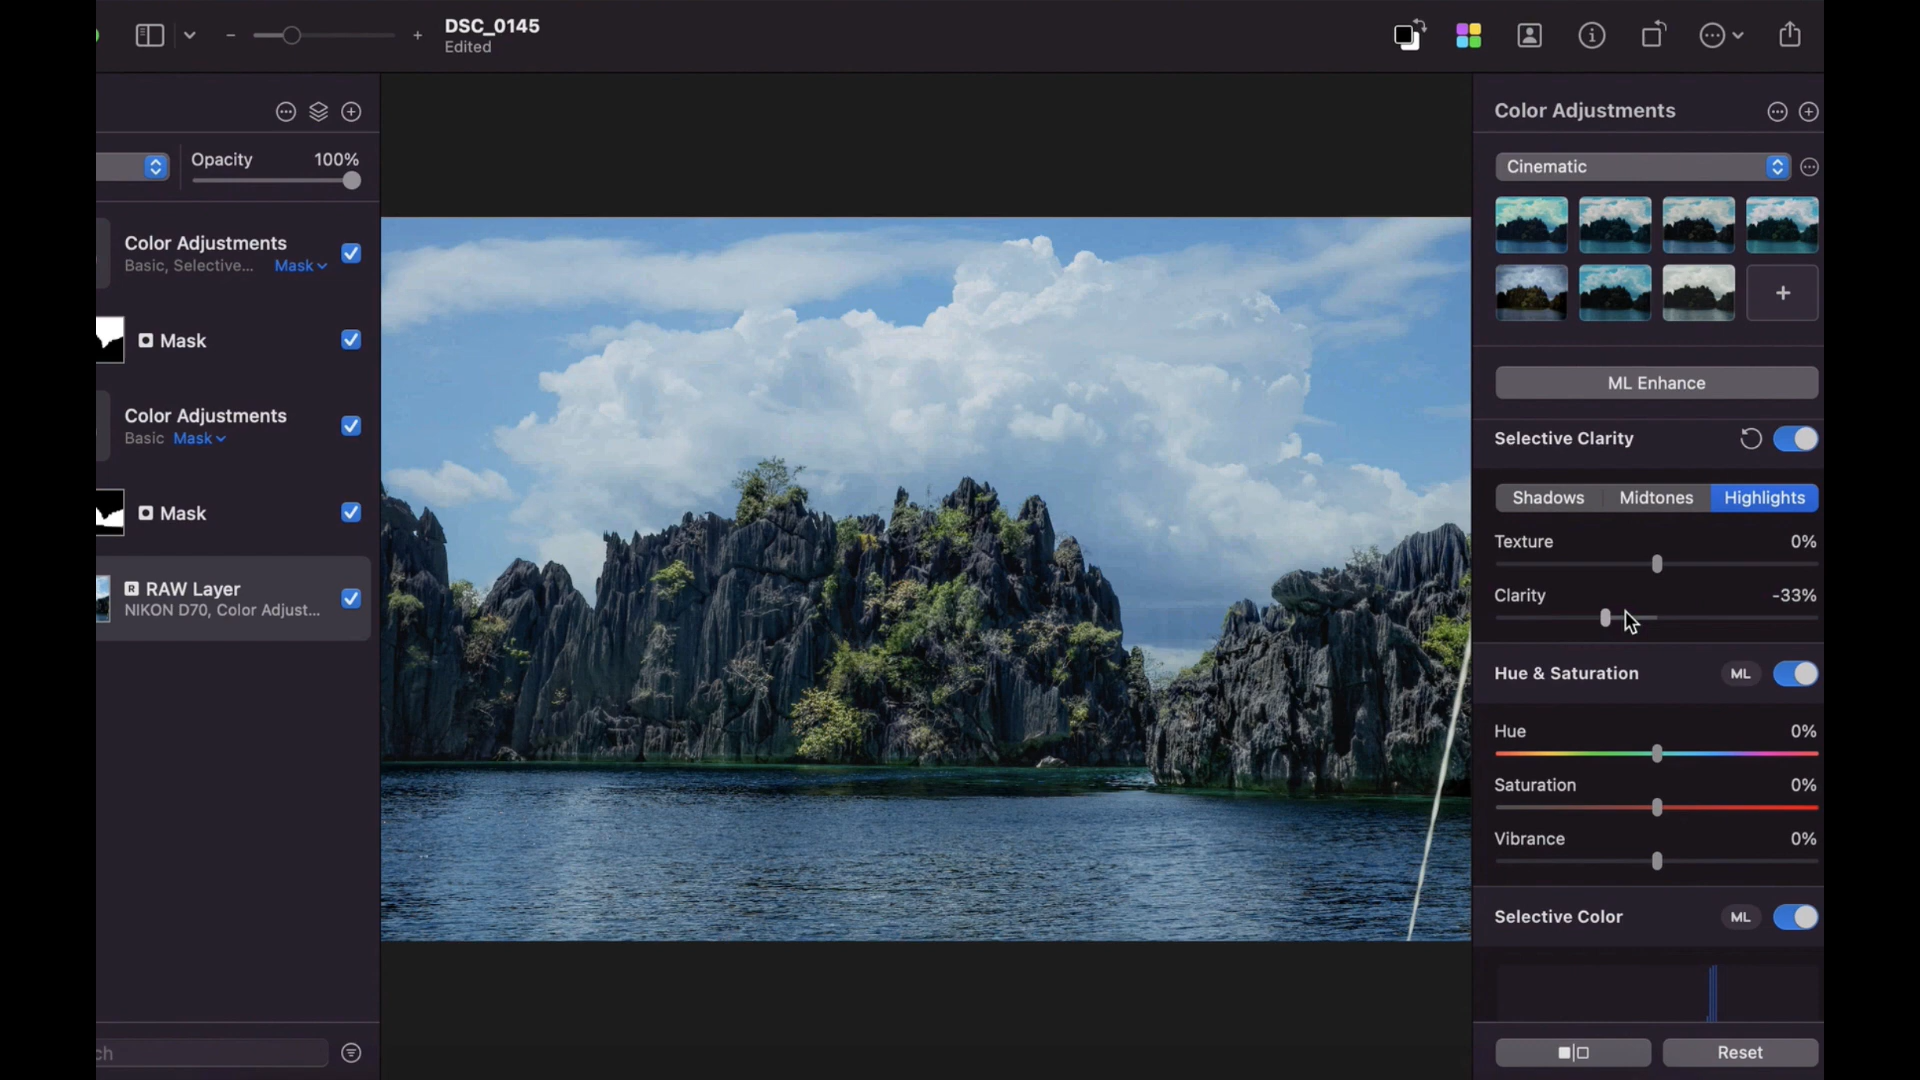 DSC_0145
Edited
Opacity 100%
Color Adjustments
Basic, Selective... Mask
Mask
Color Adjustments
Basic Mask
Mask
R RAW Layer
NIKON D70, Color Adjust...
ch
Color Adjustments
Cinematic
ML Enhance
Selective Clarity
Shadows Midtones Highlights
Texture 0%
Clarity -33%
Hue & Saturation ML
Hue 0%
Saturation 0%
Vibrance 0%
Selective Color ML
Reset